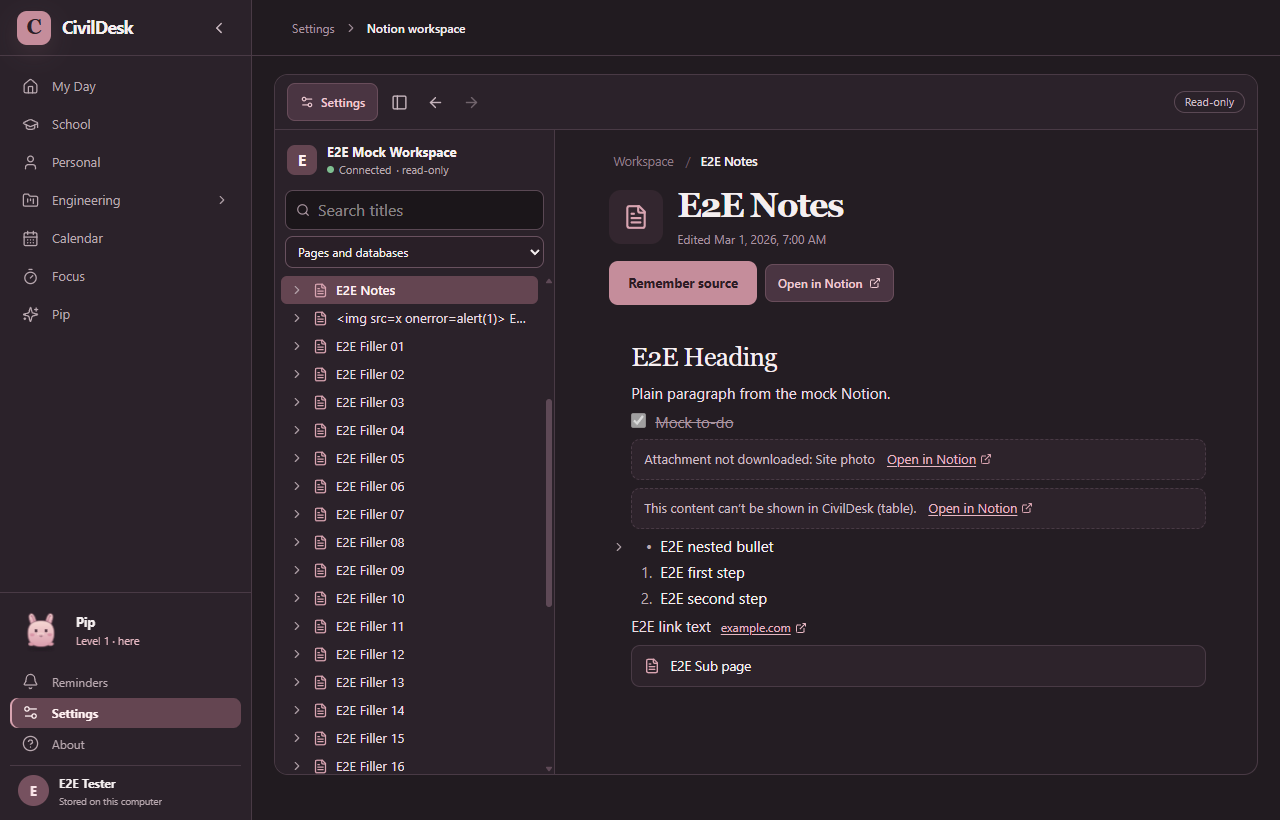 C CivilDesk
Settings > Notion workspace
My Day
School
Personal
Engineering
Calendar
Focus
Pip
Pip
Level 1 · here
Reminders
Settings
About
E
E2E Tester
Stored on this computer
Settings
Read-only
E
E2E Mock Workspace
Connected · read-only
Search titles
Pages and databases
E2E Notes
<img src=x onerror=alert(1)> E...
E2E Filler 01
E2E Filler 02
E2E Filler 03
E2E Filler 04
E2E Filler 05
E2E Filler 06
E2E Filler 07
E2E Filler 08
E2E Filler 09
E2E Filler 10
E2E Filler 11
E2E Filler 12
E2E Filler 13
E2E Filler 14
E2E Filler 15
E2E Filler 16
Workspace / E2E Notes
E2E Notes
Edited Mar 1, 2026, 7:00 AM
Remember source
Open in Notion
E2E Heading
Plain paragraph from the mock Notion.
Mock to-do
Attachment not downloaded: Site photo Open in Notion
This content can’t be shown in CivilDesk (table). Open in Notion
• E2E nested bullet
1. E2E first step
2. E2E second step
E2E link text example.com
E2E Sub page